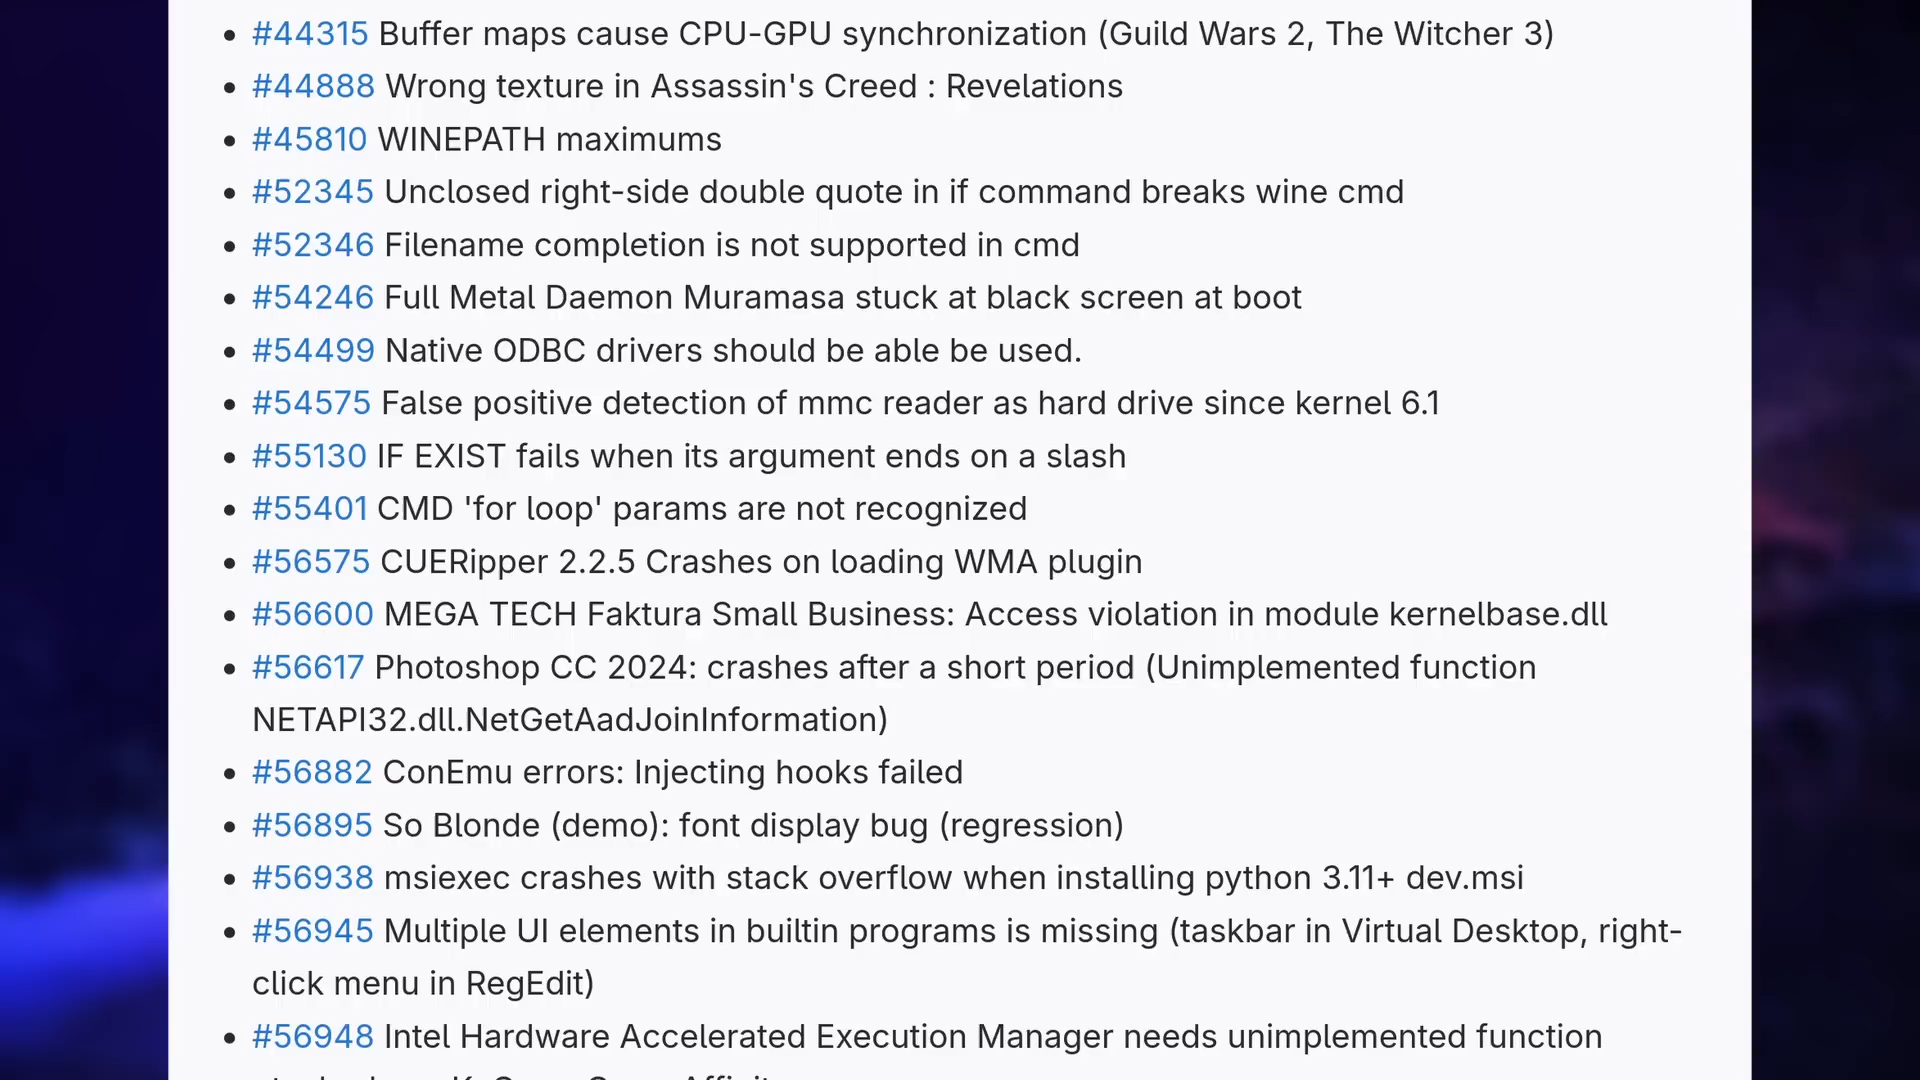 #44315 Buffer maps cause CPU-GPU synchronization (Guild Wars 2, The Witcher 3)
#44888 Wrong texture in Assassin's Creed : Revelations
#45810 WINEPATH maximums
#52345 Unclosed right-side double quote in if command breaks wine cmd
#52346 Filename completion is not supported in cmd
#54246 Full Metal Daemon Muramasa stuck at black screen at boot
#54499 Native ODBC drivers should be able be used.
#54575 False positive detection of mmc reader as hard drive since kernel 6.1
#55130 IF EXIST fails when its argument ends on a slash
#55401 CMD 'for loop' params are not recognized
#56575 CUERipper 2.2.5 Crashes on loading WMA plugin
#56600 MEGA TECH Faktura Small Business: Access violation in module kernelbase.dll
#56617 Photoshop CC 2024: crashes after a short period (Unimplemented function
NETAPI32.dll.NetGetAadJoinInformation)
#56882 ConEmu errors: Injecting hooks failed
#56895 So Blonde (demo): font display bug (regression)
#56938 msiexec crashes with stack overflow when installing python 3.11+ dev.msi
#56945 Multiple UI elements in builtin programs is missing (taskbar in Virtual Desktop, right-
click menu in RegEdit)
#56948 Intel Hardware Accelerated Execution Manager needs unimplemented function